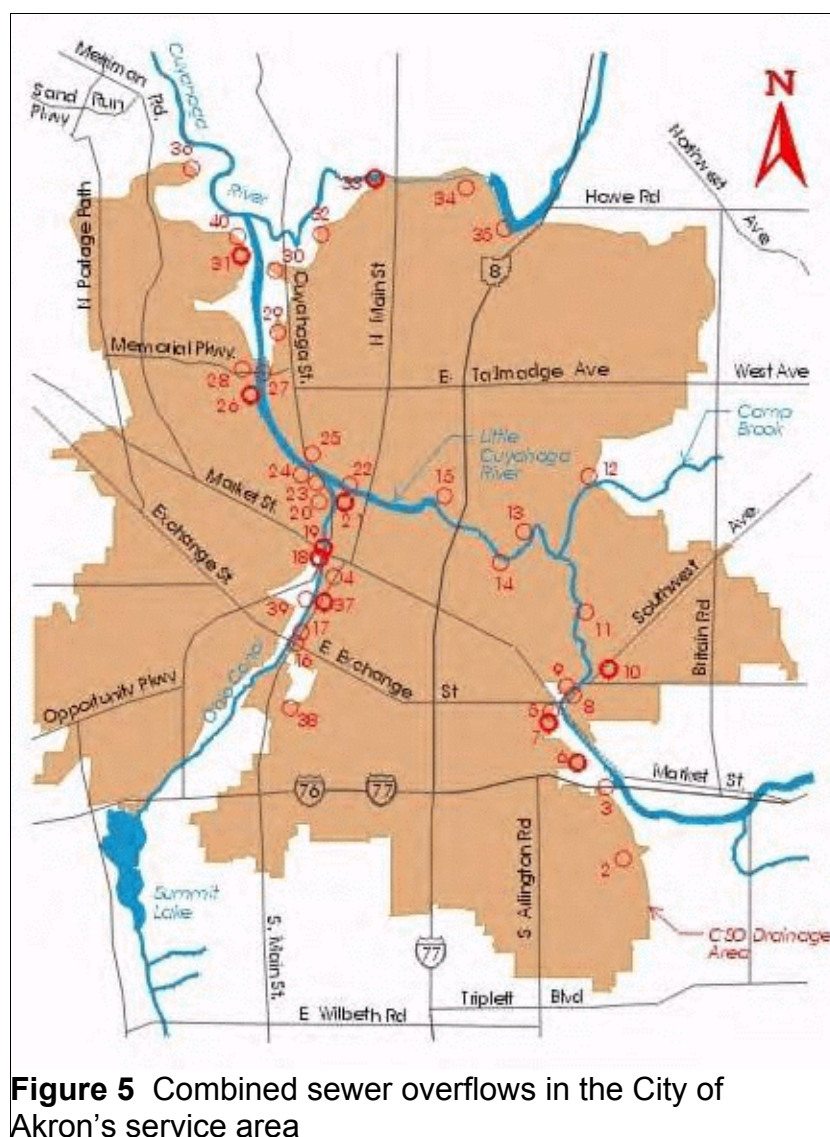 Merriman
Rd.
Sand Run
Pkwy
Cuyahoga
River
N
Northwest
Ave
36
33
34
35
Howe Rd
N Portage Path
40
32
31
30
8
Cuyahoga St.
N Main St
29
Memorial Pkwy.
28
27
26
E. Talmadge Ave
West Ave
Camp
Brook
Little
Cuyahoga
River
25
24
22
15
12
Market St.
23
20
21
13
Exchange St
19
18
14
Southwest Ave.
4
39
37
11
Britain Rd
17
16
E Exchange St
Ohio Canal
10
9
8
5
7
Opportunity Pkwy
38
6
Market St.
76
77
3
S Arlington Rd
2
Summit
Lake
S. Main St.
CSO Drainage
Area
77
Triplett Blvd
E Wilbeth Rd
Figure 5 Combined sewer overflows in the City of
Akron’s service area